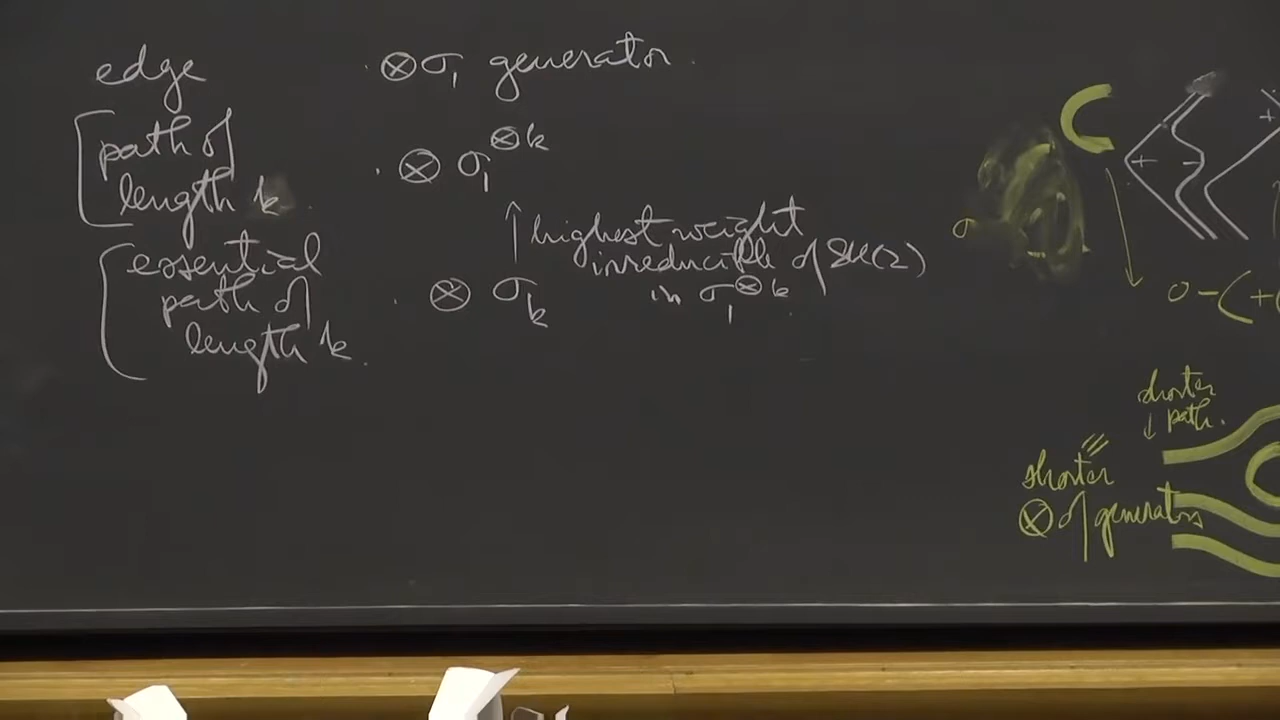 edge ⊗σ₁ generator
path of
length k ⊗ σ₁^⊗k
↑ highest weight
irreducible of SU(2)
in σ₁^⊗k
essential
path of
length k ⊗ σ_k
+
-
+
σ
0 -
(+(
shorter
↓ path.
shorter
⊗ of generators